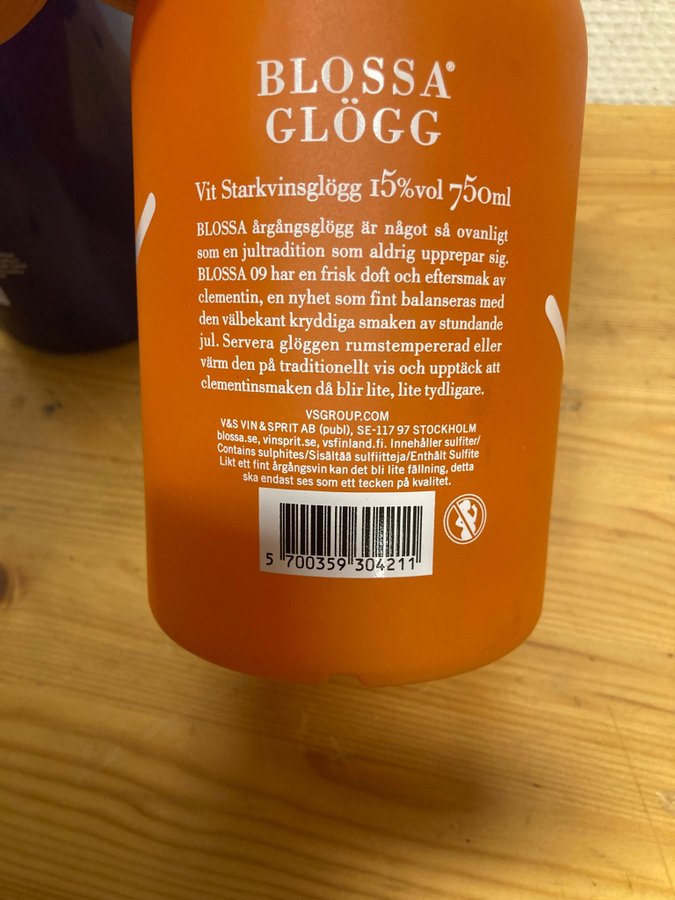 BLOSSA®
GLÖGG
Vit Starkvinsglögg 15%vol 750ml
BLOSSA årgångsglögg är något så ovanligt
som en jultradition som aldrig upprepar sig.
BLOSSA 09 har en frisk doft och eftersmak av
clementin, en nyhet som fint balanseras med
den välbekant kryddiga smaken av stundande
jul. Servera glöggen rumstempererad eller
värm den på traditionellt vis och upptäck att
clementinsmaken då blir lite, lite tydligare.
VSGROUP.COM
V&S VIN & SPRIT AB (publ), SE-117 97 STOCKHOLM
blossa.se, vinsprit.se, vsfinland.fi. Innehåller sulfiter/
Contains sulphites/Sisältää sulfiitteja/Enthält Sulfite
Likt ett fint årgångsvin kan det bli lite fällning, detta
ska endast ses som ett tecken på kvalitet.
5 700359 304211